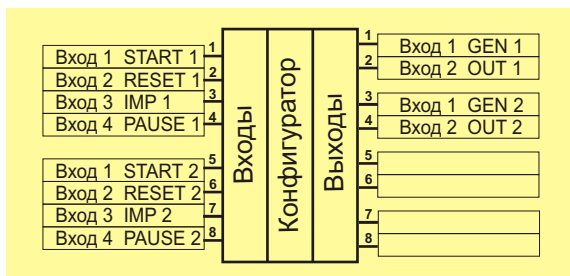 1
Вход 1 START 1
2
Вход 2 RESET 1
3
Вход 3 IMP 1
4
Вход 4 PAUSE 1
5
Вход 1 START 2
6
Вход 2 RESET 2
7
Вход 3 IMP 2
8
Вход 4 PAUSE 2
Входы
Конфигуратор
Выходы
1
Вход 1 GEN 1
2
Вход 2 OUT 1
3
Вход 1 GEN 2
4
Вход 2 OUT 2
5
6
7
8